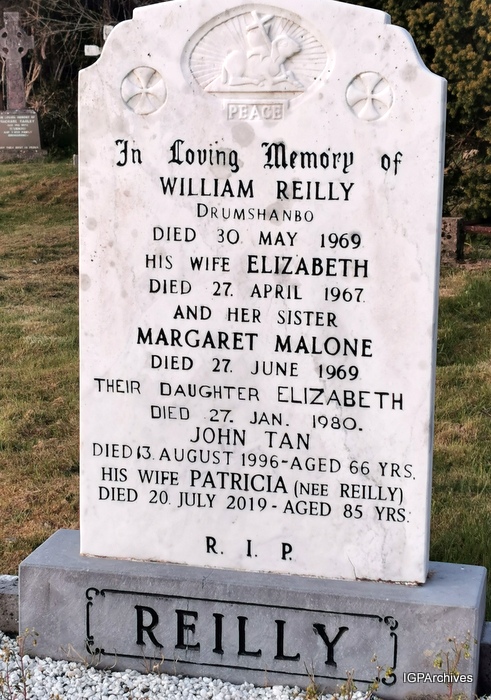 PEACE
In Loving Memory of
WILLIAM REILLY
DRUMSHANBO
DIED 30 MAY 1969
HIS WIFE ELIZABETH
DIED 27. APRIL 1967
AND HER SISTER
MARGARET MALONE
DIED 27. JUNE 1969
THEIR DAUGHTER ELIZABETH
DIED 27. JAN. 1980.
JOHN TAN
DIED 13. AUGUST 1996-AGED 66 YRS.
HIS WIFE PATRICIA (NEE REILLY)
DIED 20. JULY 2019 - AGED 85 YRS.
R. I. P.
REILLY
IGPArchives